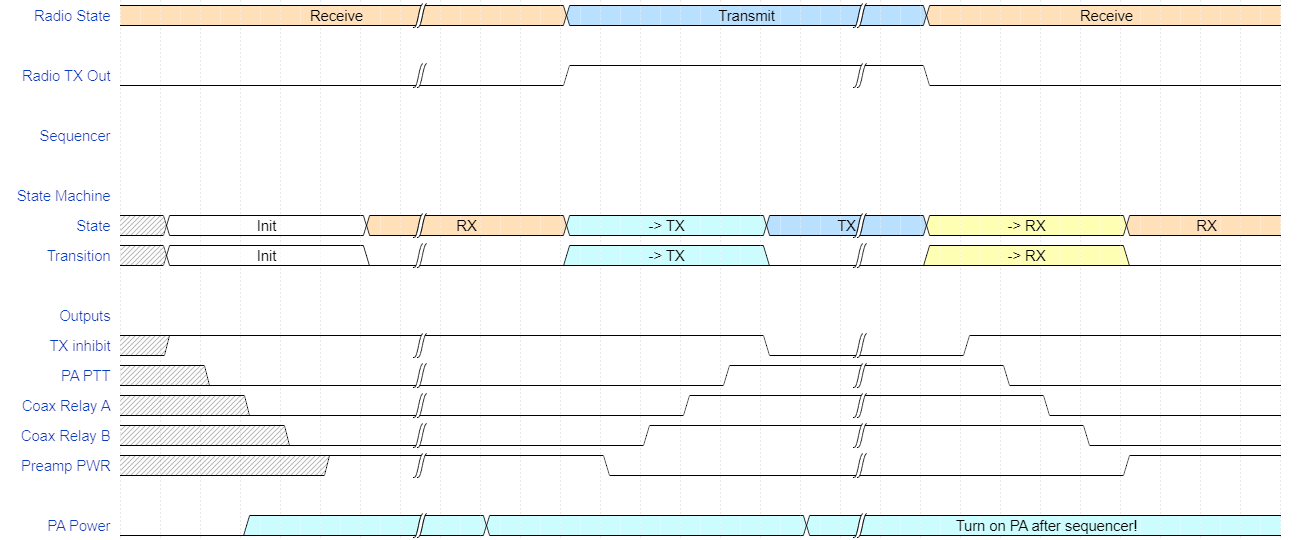 Radio State Receive Transmit Receive
Radio TX Out
Sequencer
State Machine
State Init RX -> TX TX -> RX RX
Transition Init -> TX -> RX
Outputs
TX inhibit
PA PTT
Coax Relay A
Coax Relay B
Preamp PWR
PA Power Turn on PA after sequencer!